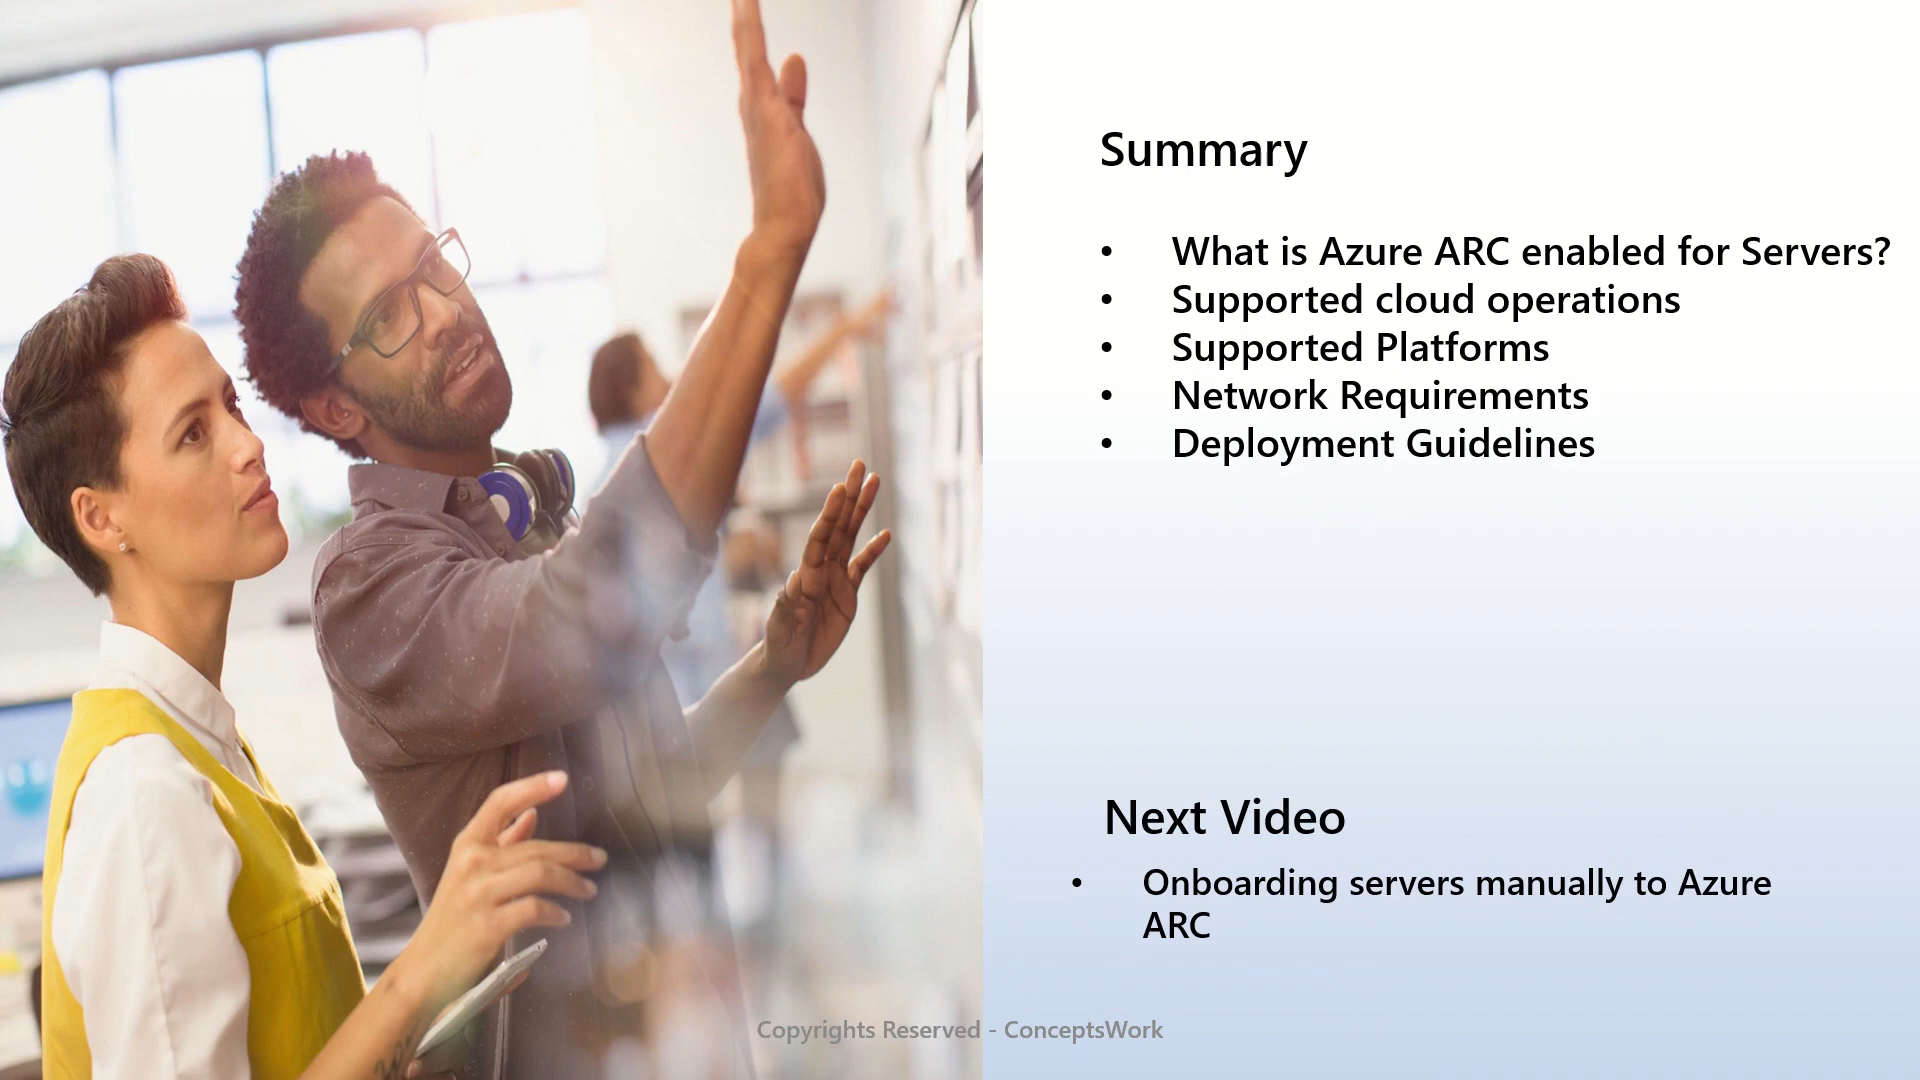 Summary
• What is Azure ARC enabled for Servers?
• Supported cloud operations
• Supported Platforms
• Network Requirements
• Deployment Guidelines
Next Video
• Onboarding servers manually to Azure
ARC
Copyrights Reserved - ConceptsWork